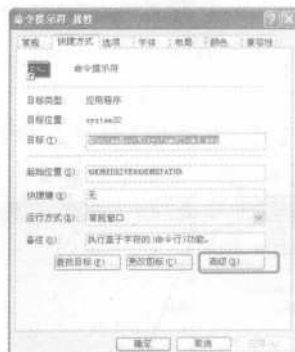 命令提示符 属性
常规 快捷方式 选项 字体 布局 颜色 兼容性
命令提示符
目标类型: 应用程序
目标位置: system32
目标(T):
起始位置(S): %HOMEDRIVE%%HOMEPATH%
快捷键(K): 无
运行方式(R): 常规窗口
备注(O): 执行基于字符的(命令行)功能。
查找目标(F)... 更改图标(C)... 高级(D)...
确定 取消 应用(A)